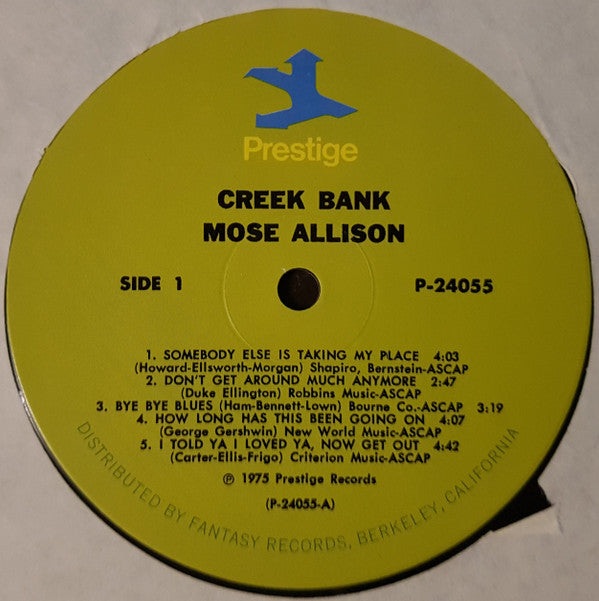 Prestige
CREEK BANK
MOSE ALLISON
SIDE 1 P-24055
1. SOMEBODY ELSE IS TAKING MY PLACE 4:03
(Howard-Ellsworth-Morgan) Shapiro, Bernstein-ASCAP
2. DON'T GET AROUND MUCH ANYMORE 2:47
(Duke Ellington) Robbins Music-ASCAP
3. BYE BYE BLUES (Ham-Bennett-Lown) Bourne Co.-ASCAP 3:19
4. HOW LONG HAS THIS BEEN GOING ON 4:07
(George Gershwin) New World Music-ASCAP
5. I TOLD YA I LOVED YA, NOW GET OUT 4:42
(Carter-Ellis-Frigo) Criterion Music-ASCAP
℗ 1975 Prestige Records
(P-24055-A)
DISTRIBUTED BY FANTASY RECORDS, BERKELEY, CALIFORNIA